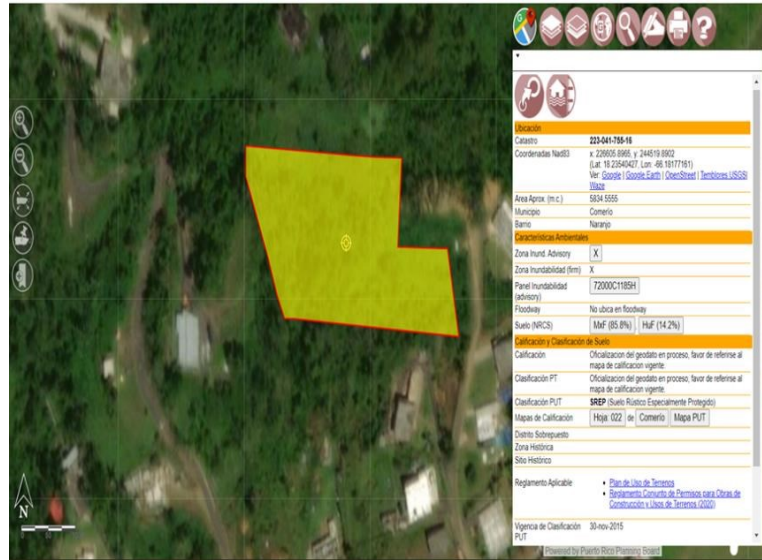 Ubicación
Catastro 223-041-755-16
Coordenadas Nad83 x: 226605.8965, y: 244519.8902
(Lat: 18.23540427, Lon: -66.18177161)
Ver: Google | Google Earth | OpenStreet | Temblores USGS|
Waze
Area Aprox. (m.c.) 5834.5555
Municipio Comerío
Barrio Naranjo
Características Ambientales
Zona Inund. Advisory X
Zona Inundabilidad (firm) X
Panel Inundabilidad (advisory) 72000C1185H
Floodway No ubica en floodway
Suelo (NRCS) MxF (85.8%) HuF (14.2%)
Calificación y Clasificación de Suelo
Calificación Oficializacion del geodato en proceso, favor de referirse al
mapa de calificacion vigente.
Clasificación PT Oficializacion del geodato en proceso, favor de referirse al
mapa de calificacion vigente.
Clasificación PUT SREP (Suelo Rústico Especialmente Protegido)
Mapas de Calificación Hoja: 022 de Comerío Mapa PUT
Distrito Sobrepuesto
Zona Histórica
Sitio Histórico
Reglamento Aplicable
Plan de Uso de Terrenos
Reglamento Conjunto de Permisos para Obras de
Construcción y Usos de Terrenos (2020)
Vigencia de Clasificación PUT 30-nov-2015
Powered by Puerto Rico Planning Board
N